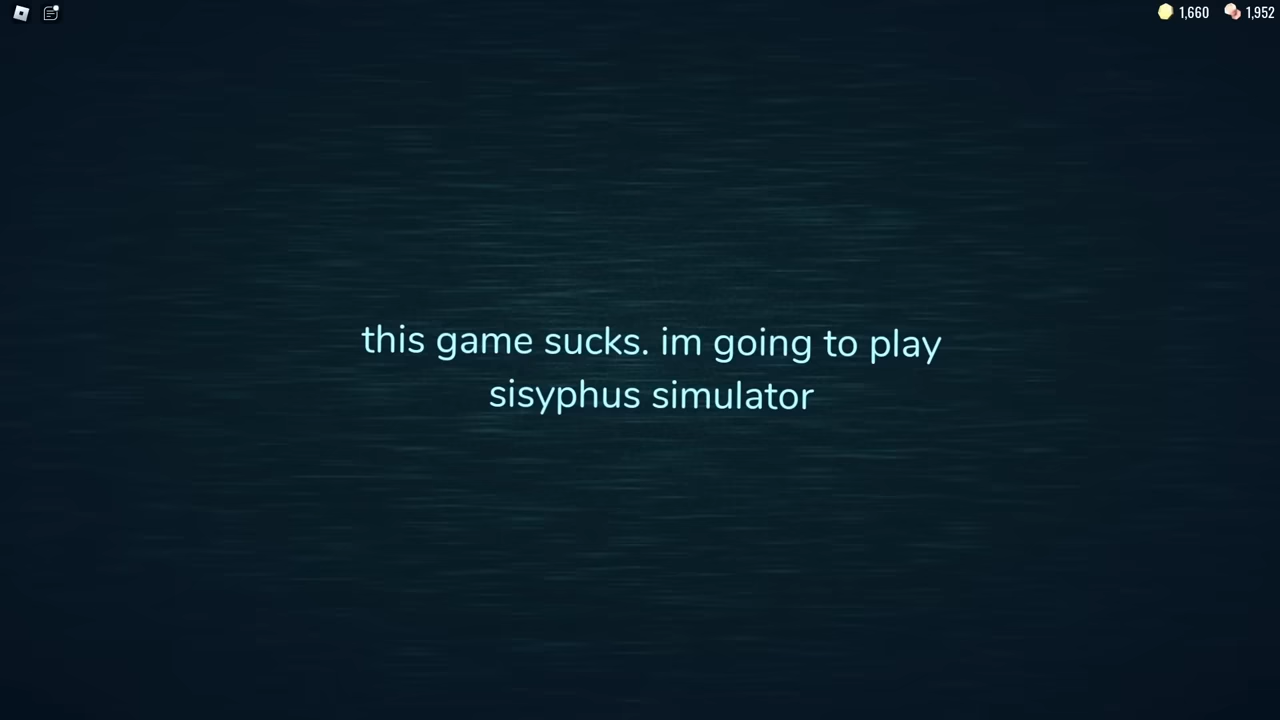 1,660 1,952
this game sucks. im going to play
sisyphus simulator